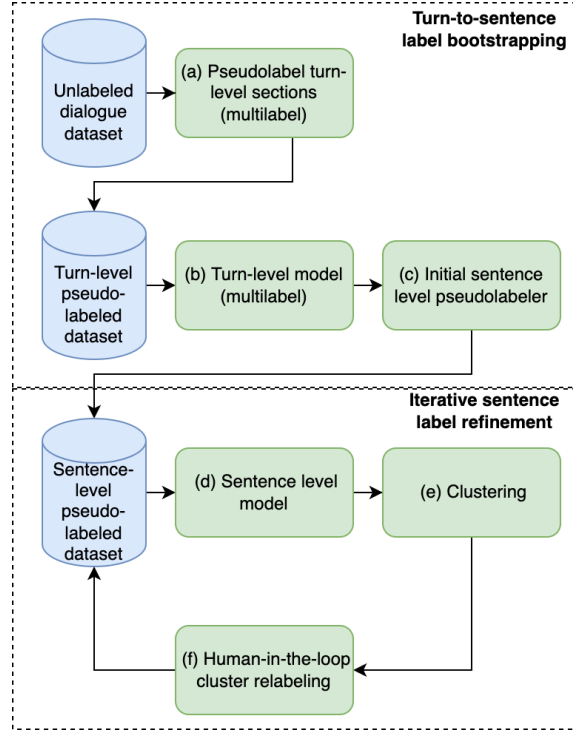 Turn-to-sentence
label bootstrapping
Unlabeled
dialogue
dataset
(a) Pseudolabel turn-
level sections
(multilabel)
Turn-level
pseudo-
labeled
dataset
(b) Turn-level model
(multilabel)
(c) Initial sentence
level pseudolabeler
Iterative sentence
label refinement
Sentence-
level
pseudo-
labeled
dataset
(d) Sentence level
model
(e) Clustering
(f) Human-in-the-loop
cluster relabeling